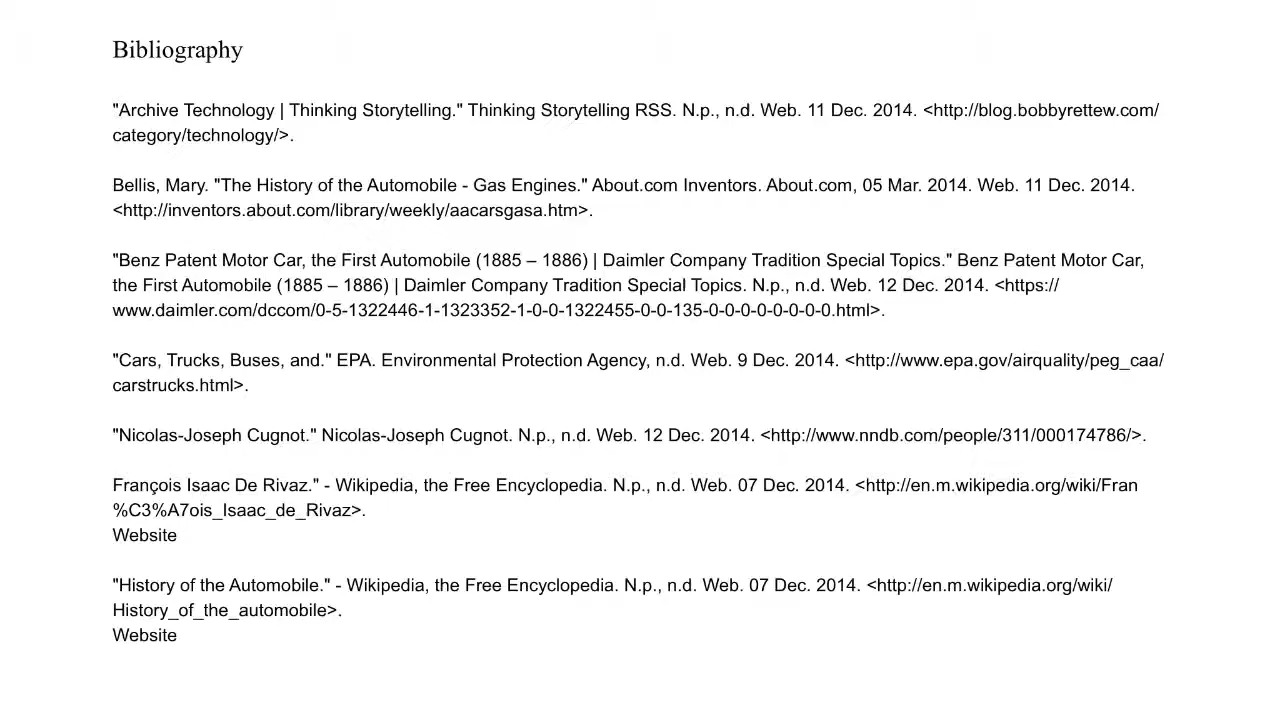 Bibliography
"Archive Technology | Thinking Storytelling." Thinking Storytelling RSS. N.p., n.d. Web. 11 Dec. 2014. <http://blog.bobbyrettew.com/
category/technology/>.
Bellis, Mary. "The History of the Automobile - Gas Engines." About.com Inventors. About.com, 05 Mar. 2014. Web. 11 Dec. 2014.
<http://inventors.about.com/library/weekly/aacarsgasa.htm>.
"Benz Patent Motor Car, the First Automobile (1885 – 1886) | Daimler Company Tradition Special Topics." Benz Patent Motor Car,
the First Automobile (1885 – 1886) | Daimler Company Tradition Special Topics. N.p., n.d. Web. 12 Dec. 2014. <https://
www.daimler.com/dccom/0-5-1322446-1-1323352-1-0-0-1322455-0-0-135-0-0-0-0-0-0-0.html>.
"Cars, Trucks, Buses, and." EPA. Environmental Protection Agency, n.d. Web. 9 Dec. 2014. <http://www.epa.gov/airquality/peg_caa/
carstrucks.html>.
"Nicolas-Joseph Cugnot." Nicolas-Joseph Cugnot. N.p., n.d. Web. 12 Dec. 2014. <http://www.nndb.com/people/311/000174786/>.
François Isaac De Rivaz." - Wikipedia, the Free Encyclopedia. N.p., n.d. Web. 07 Dec. 2014. <http://en.m.wikipedia.org/wiki/Fran
%C3%A7ois_Isaac_de_Rivaz>.
Website
"History of the Automobile." - Wikipedia, the Free Encyclopedia. N.p., n.d. Web. 07 Dec. 2014. <http://en.m.wikipedia.org/wiki/
History_of_the_automobile>.
Website